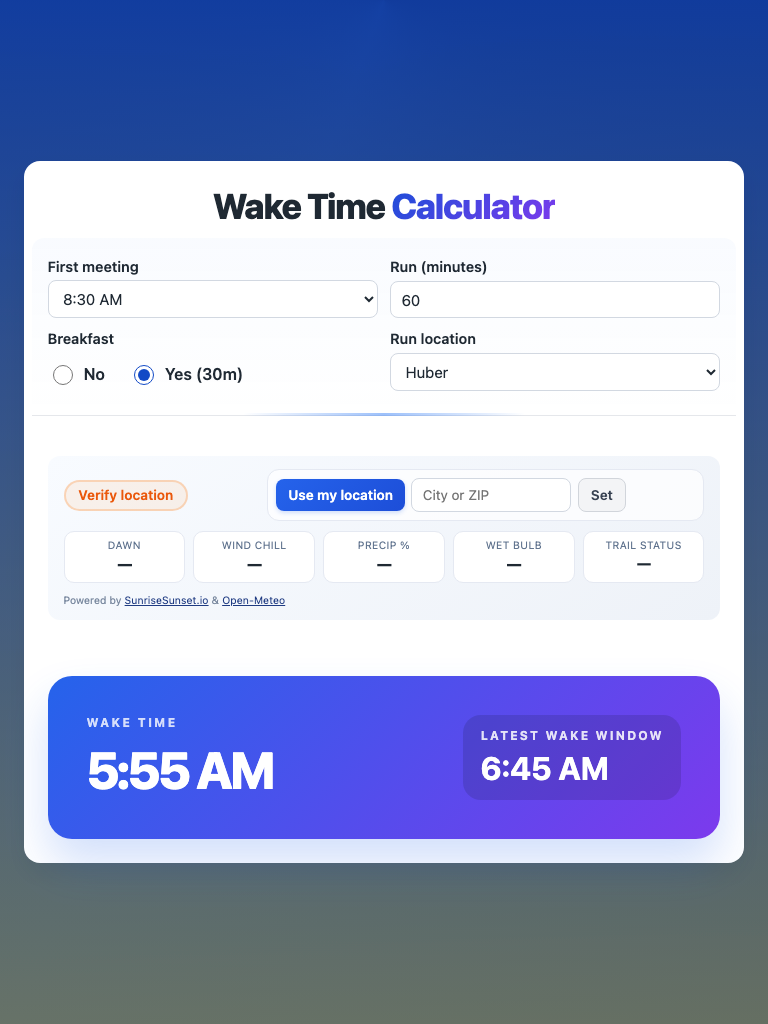 Wake Time Calculator
First meeting
8:30 AM
Run (minutes)
60
Breakfast
No
Yes (30m)
Run location
Huber
Verify location
Use my location
City or ZIP
Set
DAWN
—
WIND CHILL
—
PRECIP %
—
WET BULB
—
TRAIL STATUS
—
Powered by SunriseSunset.io & Open-Meteo
WAKE TIME
5:55 AM
LATEST WAKE WINDOW
6:45 AM